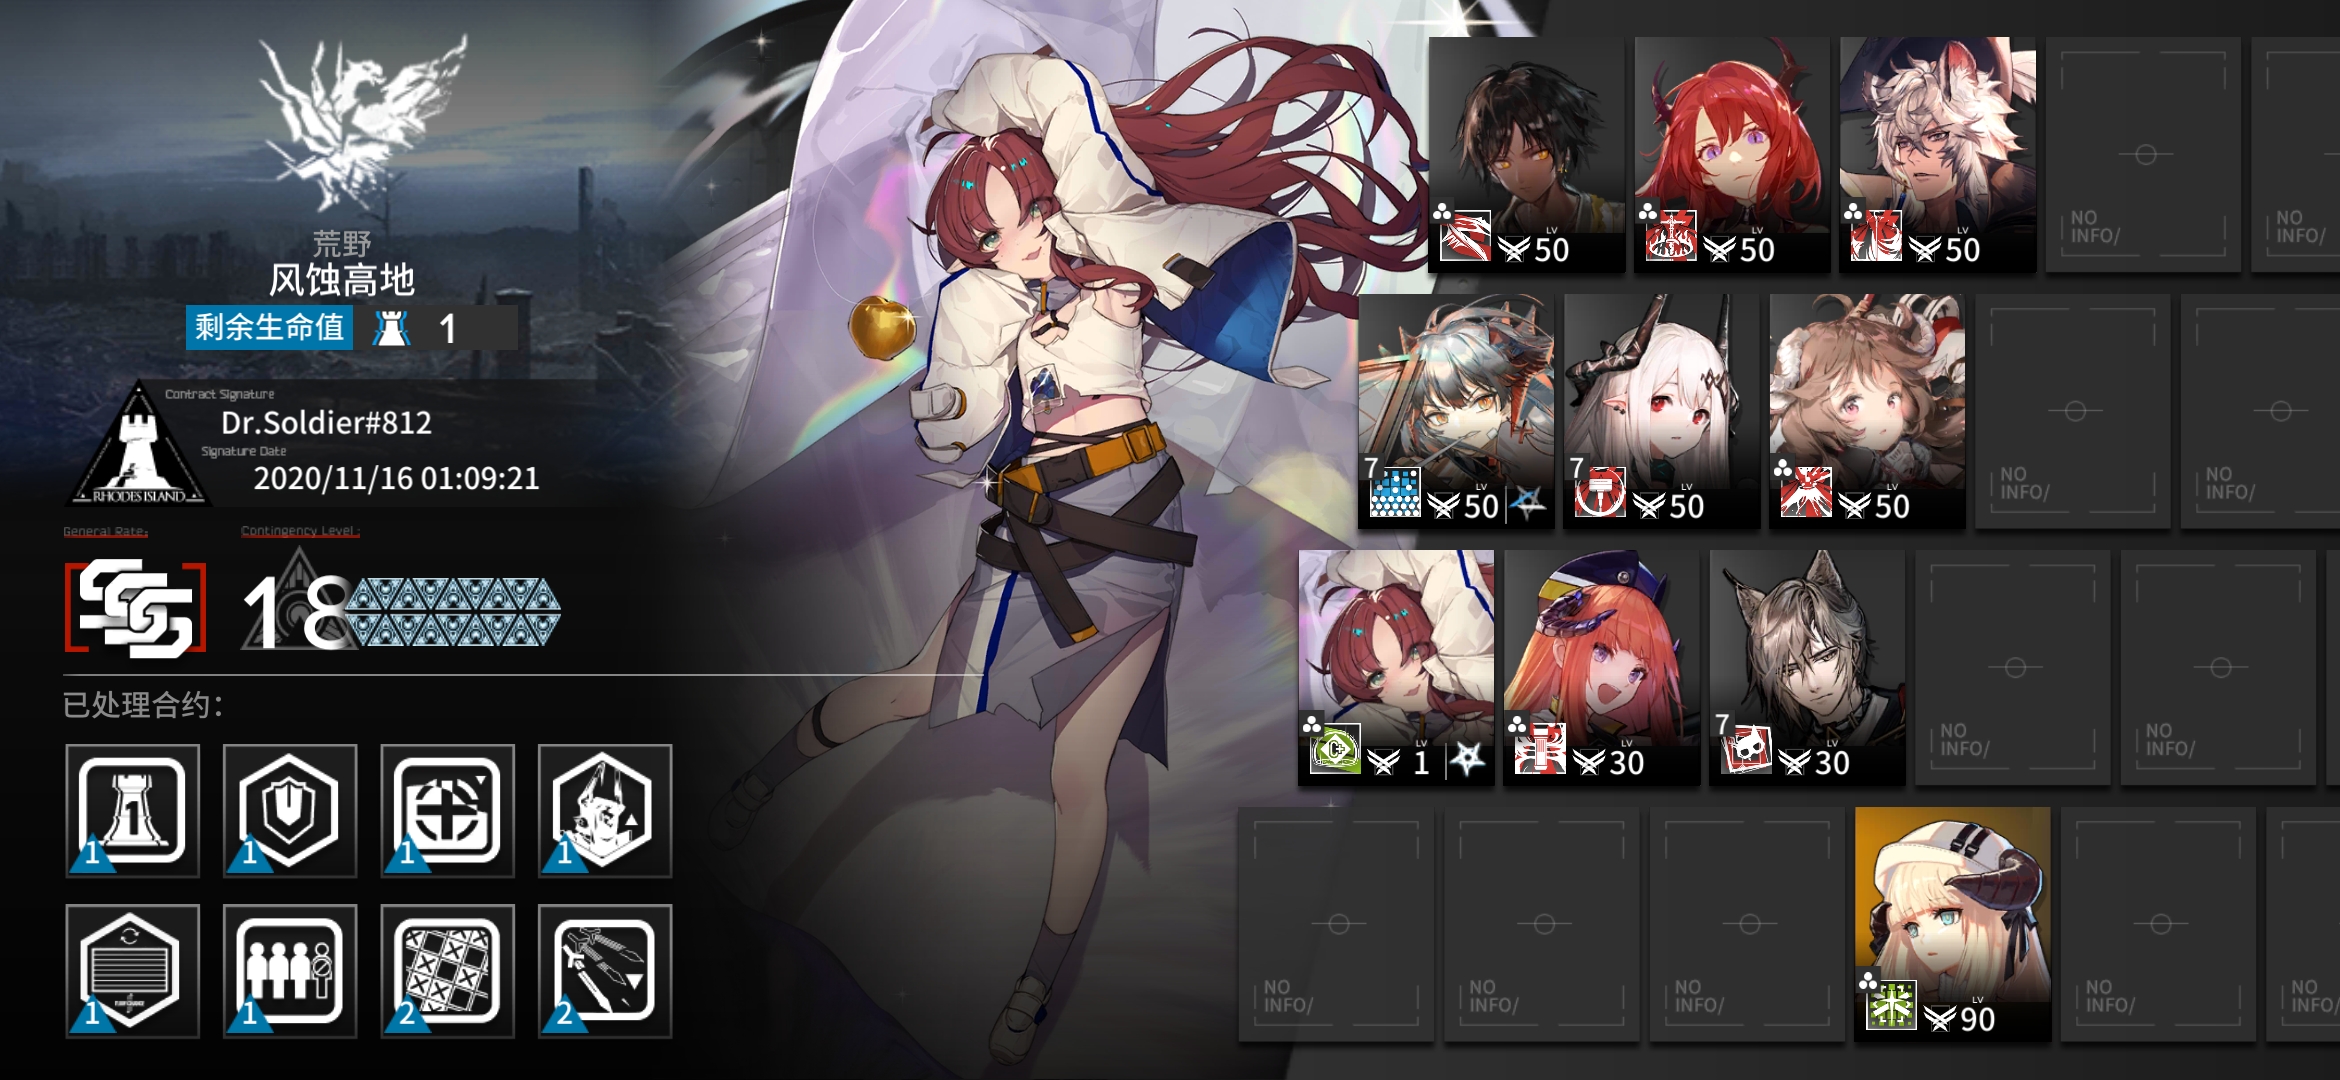 荒野
风蚀高地
剩余生命值 1
Contract Signature
Dr.Soldier#812
Signature Date
2020/11/16 01:09:21
RHODES ISLAND
General Rate:
Contingency Level:
18
已处理合约:
1
1
1
1
1
1
1
2
2
LV
50
LV
50
LV
50
NO
INFO/
NO
INFO/
7
LV
50
7
LV
50
LV
50
NO
INFO/
NO
INFO/
LV
1
LV
30
7
LV
30
NO
INFO/
NO
INFO/
NO
INFO/
NO
INFO/
NO
INFO/
LV
90
NO
INFO/
NO
INFO/